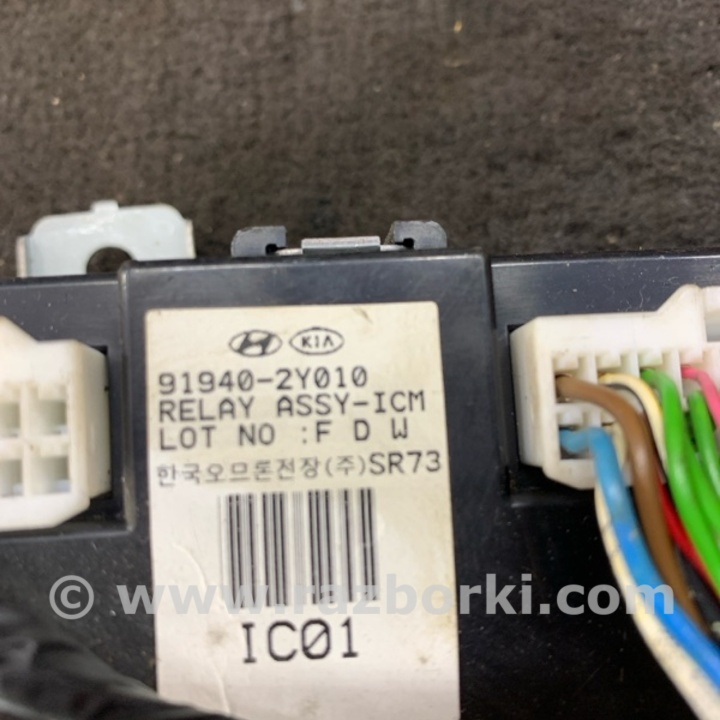 KIA
91940-2Y010
RELAY ASSY-ICM
LOT NO :F D W
한국오므론전장(주)SR73
© www.razborki.com
IC01